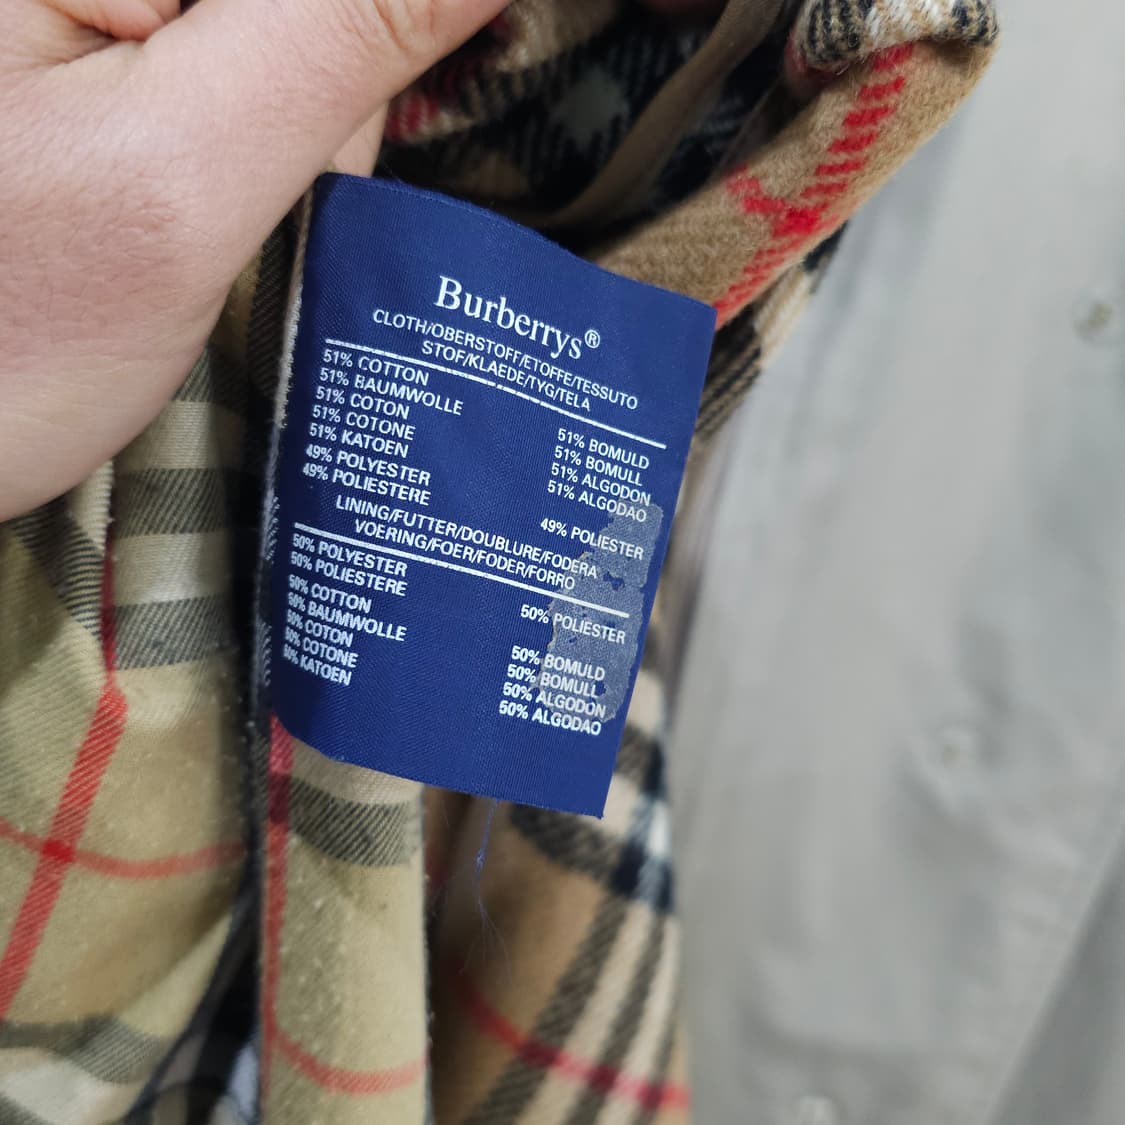 Burberrys®
CLOTH/OBERSTOFF/ETOFFE/TESSUTO
STOF/KLAEDE/TYG/TELA
51% COTTON
51% BAUMWOLLE
51% COTON
51% COTONE
51% KATOEN
49% POLYESTER
49% POLIESTERE
51% BOMULD
51% BOMULL
51% ALGODON
51% ALGODAO
49% POLIESTER
LINING/FUTTER/DOUBLURE/FODERA
VOERING/FOER/FODER/FORRO
50% POLYESTER
50% POLIESTERE
50% COTTON
50% BAUMWOLLE
50% COTON
50% COTONE
50% KATOEN
50% POLIESTER
50% BOMULD
50% BOMULL
50% ALGODON
50% ALGODAO